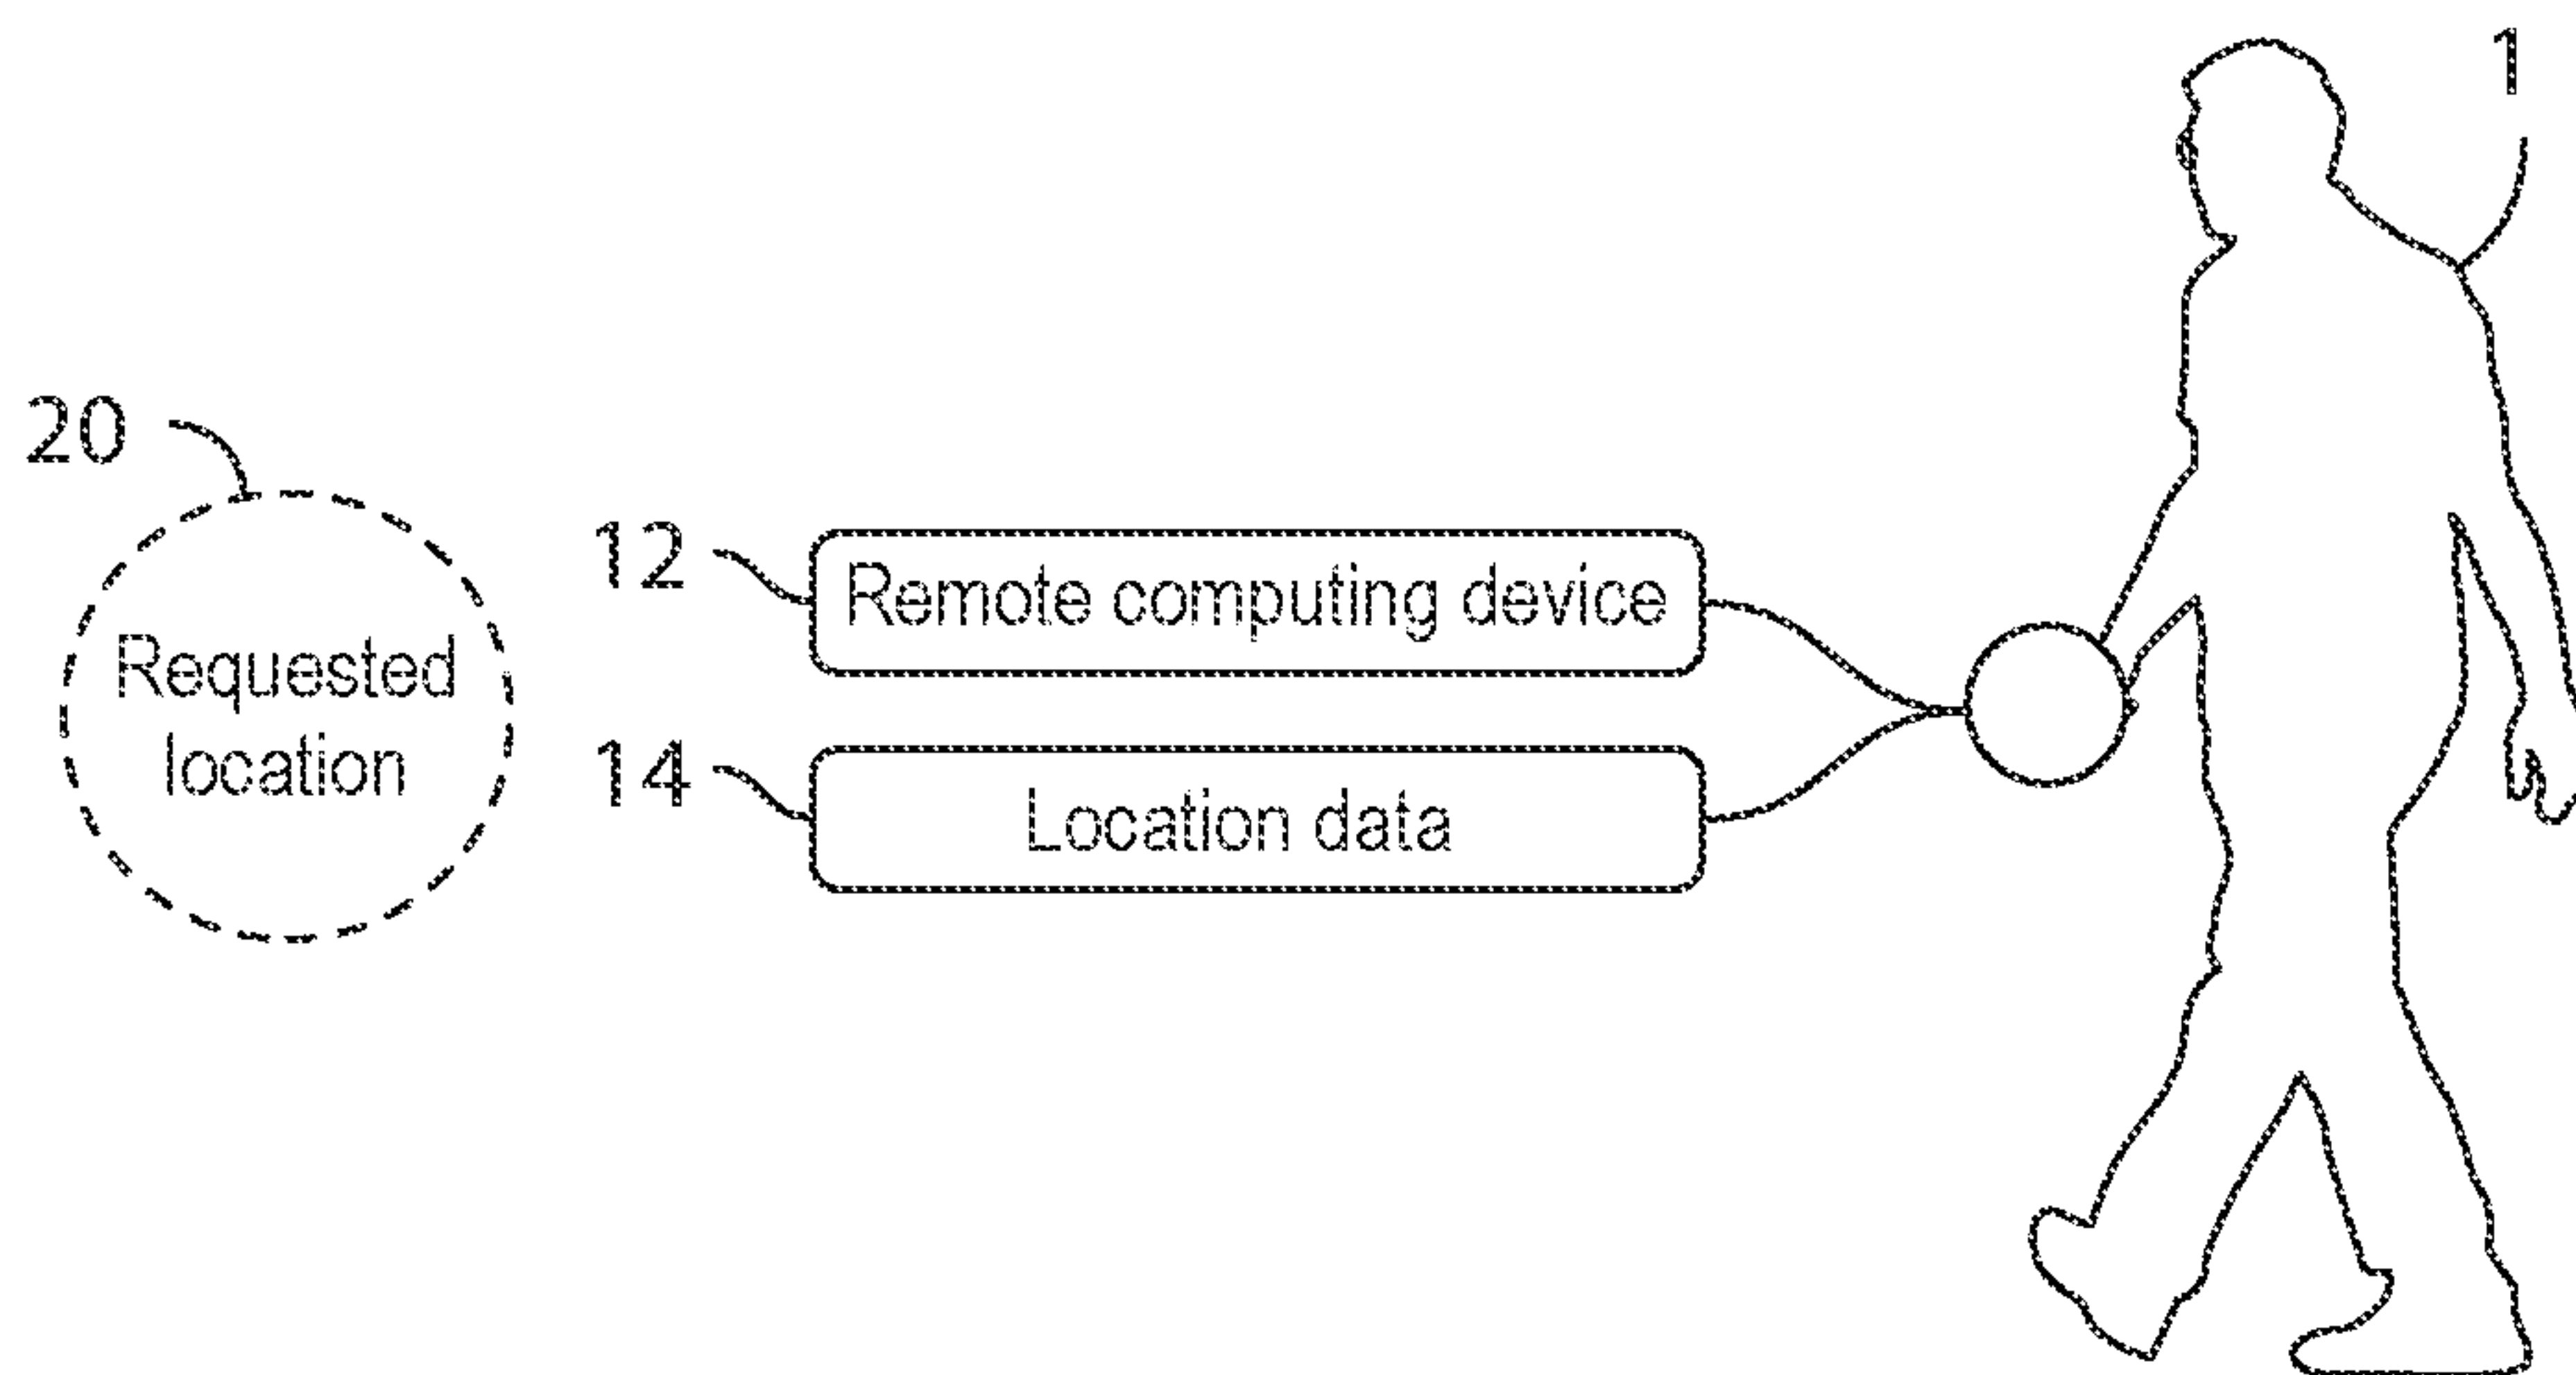 1
20
12
Remote computing device
Requested
location
14
Location data